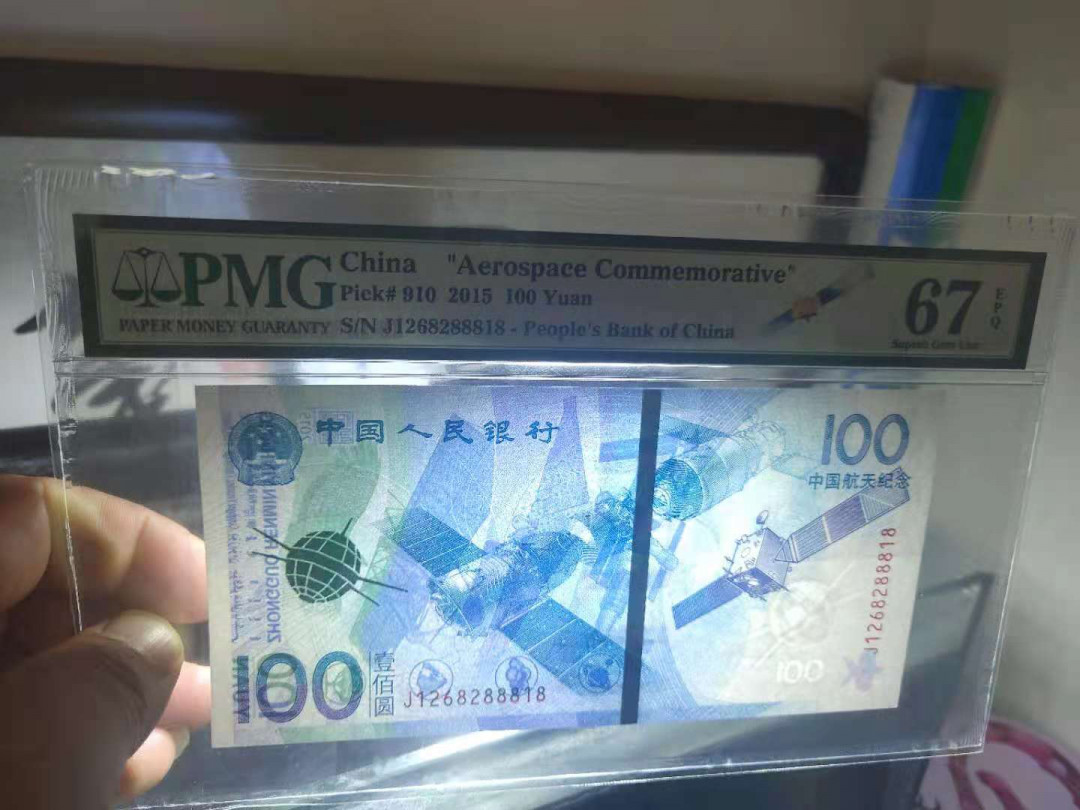 PMG
PAPER MONEY GUARANTY
China "Aerospace Commemorative"
Pick# 910 2015 100 Yuan
S/N J1268288818 - People's Bank of China
67
EPQ
Superb Gem Unc
中国人民银行
100
中国航天纪念
J1268288818
100
壹佰圆
J1268288818
100